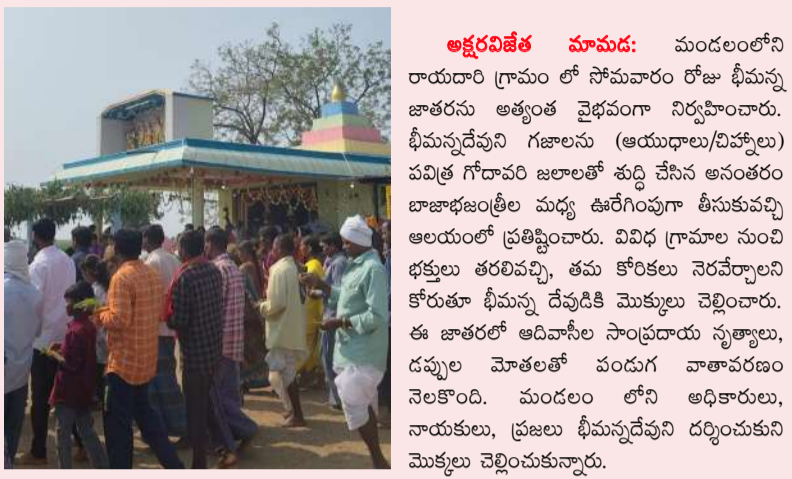 అక్షరవిజేత మామడ: మండలంలోని
రాయదారి గ్రామం లో సోమవారం రోజు భీమన్న
జాతరను అత్యంత వైభవంగా నిర్వహించారు.
భీమన్నదేవుని గజాలను (ఆయుధాలు/చిహ్నాలు)
పవిత్ర గోదావరి జలాలతో శుద్ధి చేసిన అనంతరం
బాజాభజంత్రీల మధ్య ఊరేగింపుగా తీసుకువచ్చి
ఆలయంలో ప్రతిష్టించారు. వివిధ గ్రామాల నుంచి
భక్తులు తరలివచ్చి, తమ కోరికలు నెరవేర్చాలని
కోరుతూ భీమన్న దేవుడికి మొక్కులు చెల్లించారు.
ఈ జాతరలో ఆదివాసీల సాంప్రదాయ నృత్యాలు,
డప్పుల మోతలతో పండుగ వాతావరణం
నెలకొంది. మండలం లోని అధికారులు,
నాయకులు, ప్రజలు భీమన్నదేవుని దర్శించుకుని
మొక్కలు చెల్లించుకున్నారు.